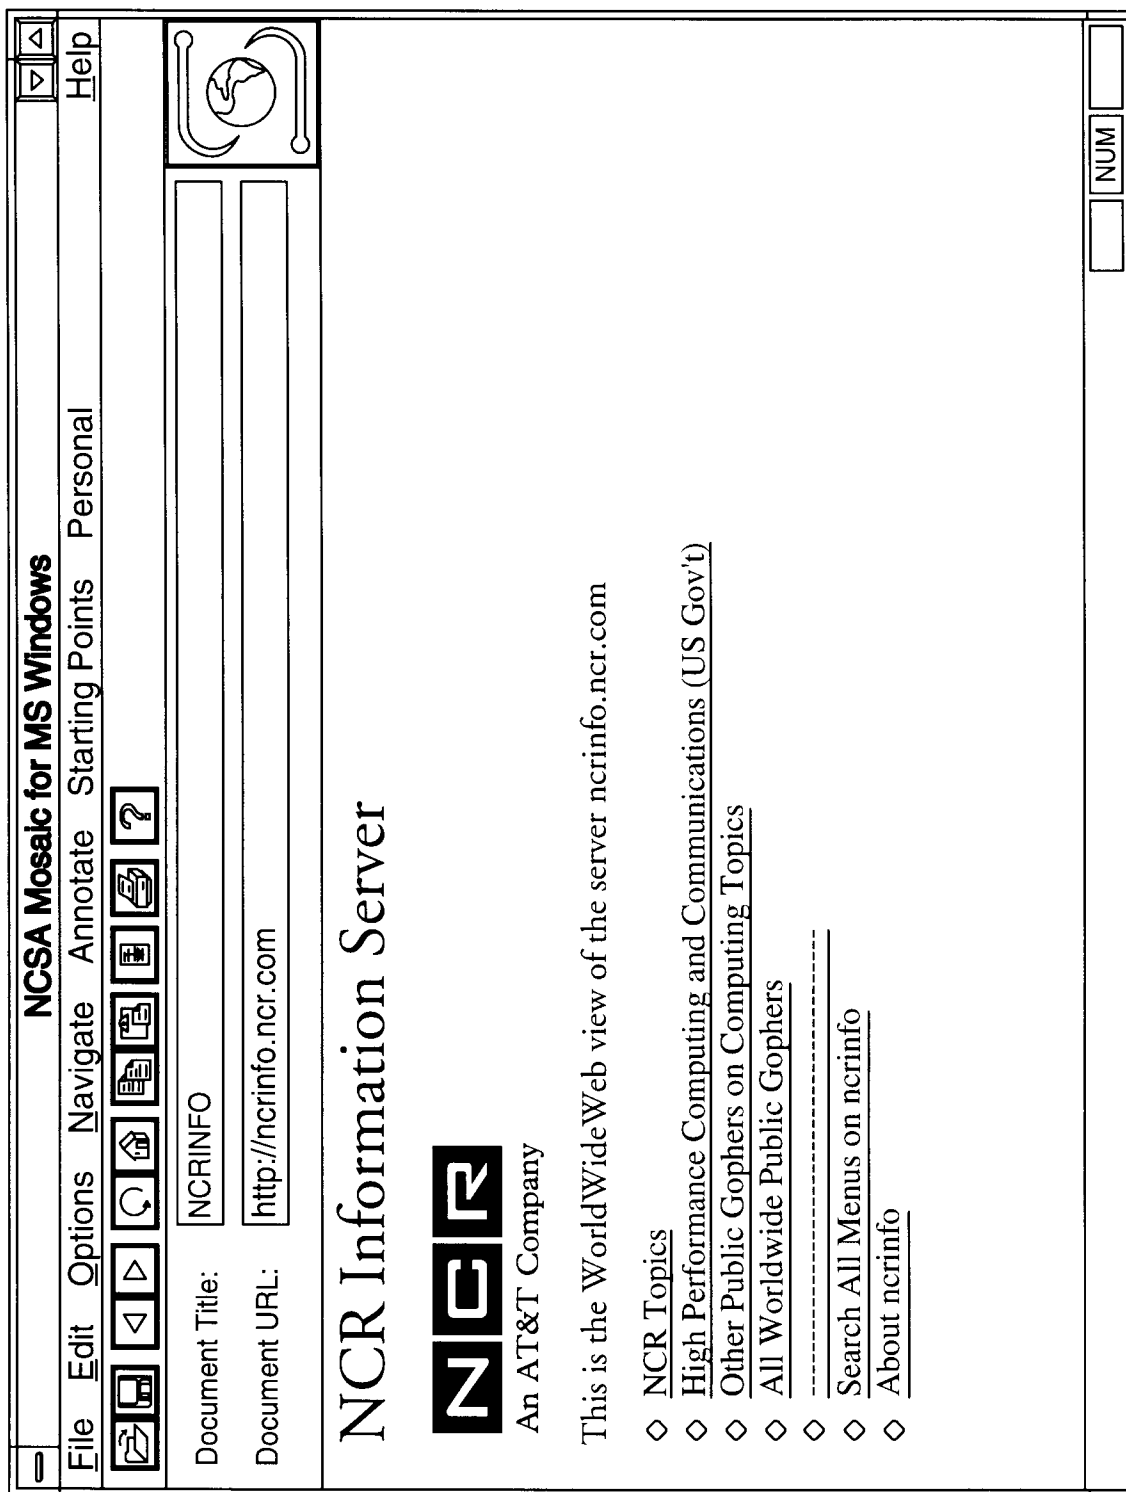 NCSA Mosaic for MS Windows
File Edit Options Navigate Annotate Starting Points Personal Help
?
Document Title: NCRINFO
Document URL: http://ncrinfo.ncr.com
NCR Information Server
NCR
An AT&T Company
This is the WorldWideWeb view of the server ncrinfo.ncr.com
◇ NCR Topics
◇ High Performance Computing and Communications (US Gov't)
◇ Other Public Gophers on Computing Topics
◇ All Worldwide Public Gophers
◇ --------------------------------
◇ Search All Menus on ncrinfo
◇ About ncrinfo
NUM